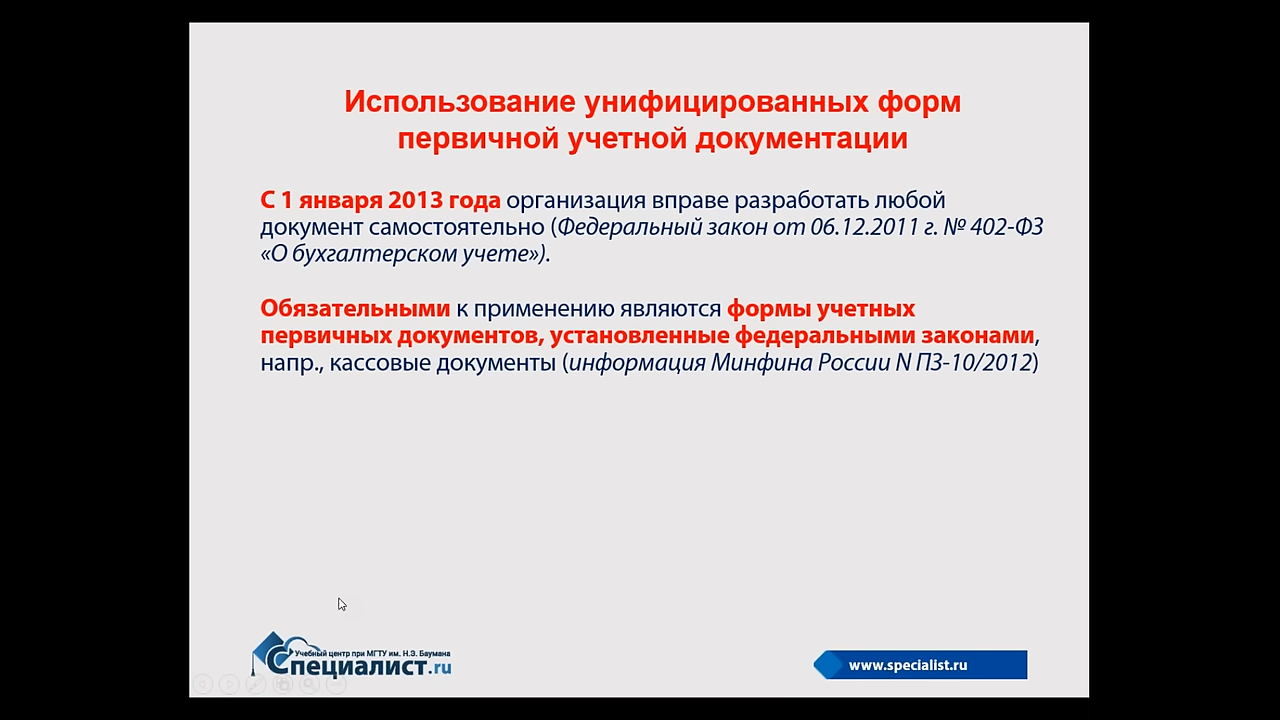 Использование унифицированных форм
первичной учетной документации
С 1 января 2013 года организация вправе разработать любой
документ самостоятельно (Федеральный закон от 06.12.2011 г. № 402-ФЗ
«О бухгалтерском учете»).
Обязательными к применению являются формы учетных
первичных документов, установленные федеральными законами,
напр., кассовые документы (информация Минфина России N ПЗ-10/2012)
Учебный центр при МГТУ им. Н.Э. Баумана
Специалист.ru
www.specialist.ru